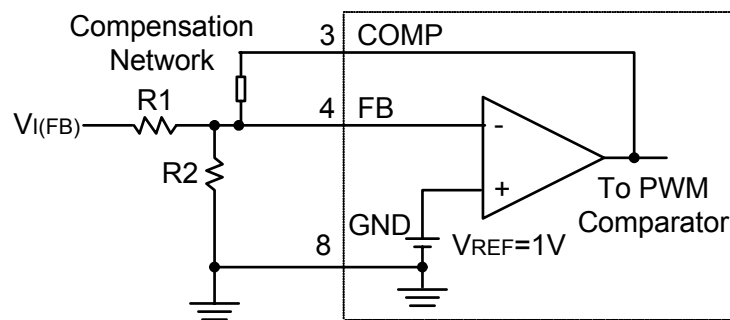 Compensation
Network
3 COMP
R1
VI(FB)
4 FB
-
R2
+
To PWM
Comparator
GND
VREF=1V
8